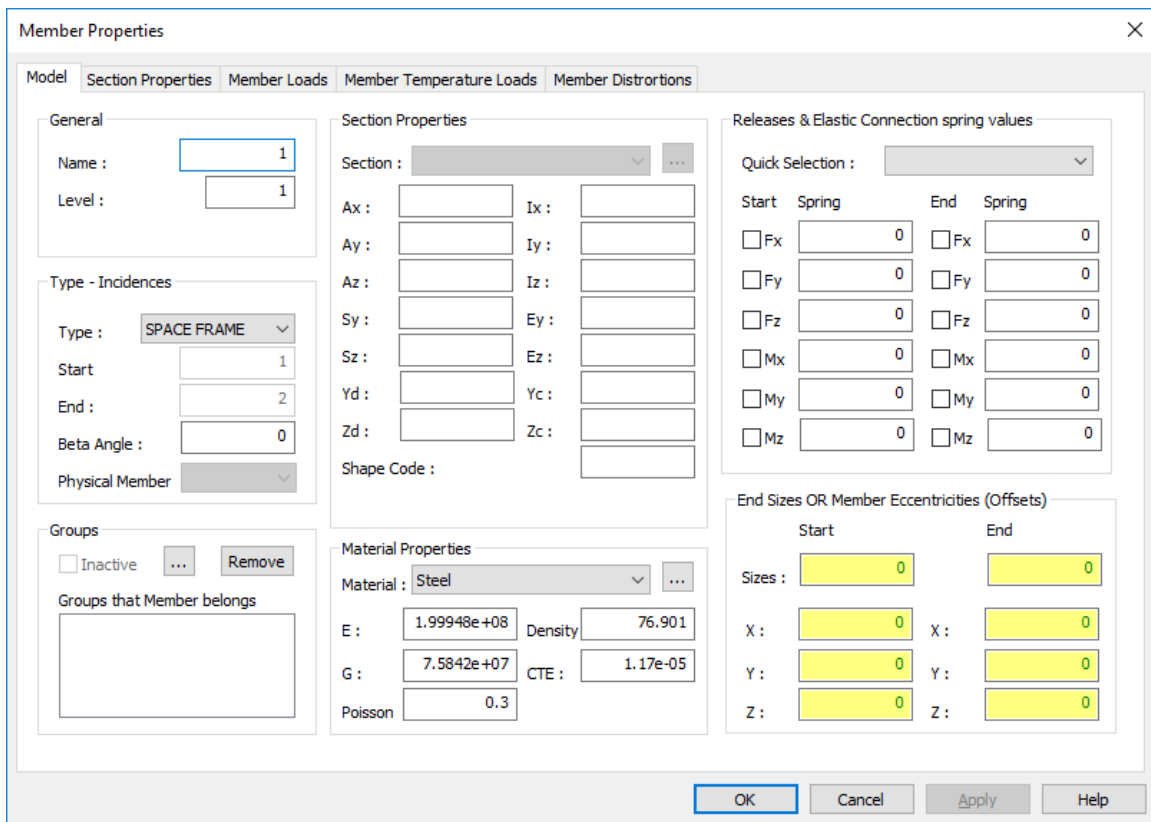 Member Properties
Model Section Properties Member Loads Member Temperature Loads Member Distrortions
General
Name : 1
Level : 1
Type - Incidences
Type : SPACE FRAME
Start 1
End : 2
Beta Angle : 0
Physical Member
Groups
Inactive ... Remove
Groups that Member belongs
Section Properties
Section : ...
Ax : Ix :
Ay : Iy :
Az : Iz :
Sy : Ey :
Sz : Ez :
Yd : Yc :
Zd : Zc :
Shape Code :
Material Properties
Material : Steel ...
E : 1.99948e+08 Density 76.901
G : 7.5842e+07 CTE : 1.17e-05
Poisson 0.3
Releases & Elastic Connection spring values
Quick Selection :
Start Spring End Spring
Fx 0 Fx 0
Fy 0 Fy 0
Fz 0 Fz 0
Mx 0 Mx 0
My 0 My 0
Mz 0 Mz 0
End Sizes OR Member Eccentricities (Offsets)
Start End
Sizes : 0 0
X : 0 X : 0
Y : 0 Y : 0
Z : 0 Z : 0
OK Cancel Apply Help